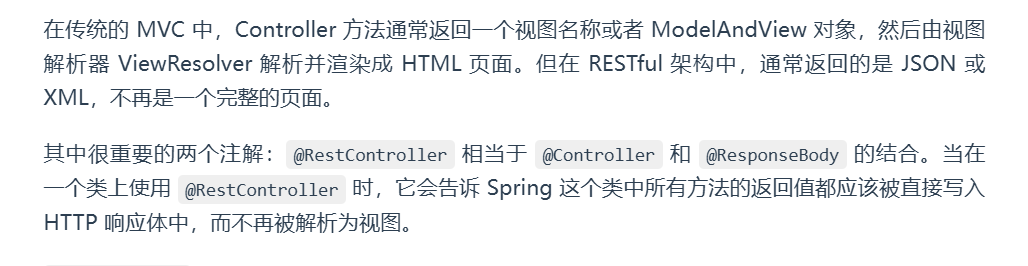 在传统的 MVC 中，Controller 方法通常返回一个视图名称或者 ModelAndView 对象，然后由视图
解析器 ViewResolver 解析并渲染成 HTML 页面。但在 RESTful 架构中，通常返回的是 JSON 或
XML，不再是一个完整的页面。
其中很重要的两个注解：@RestController 相当于 @Controller 和 @ResponseBody 的结合。当在
一个类上使用 @RestController 时，它会告诉 Spring 这个类中所有方法的返回值都应该被直接写入
HTTP 响应体中，而不再被解析为视图。